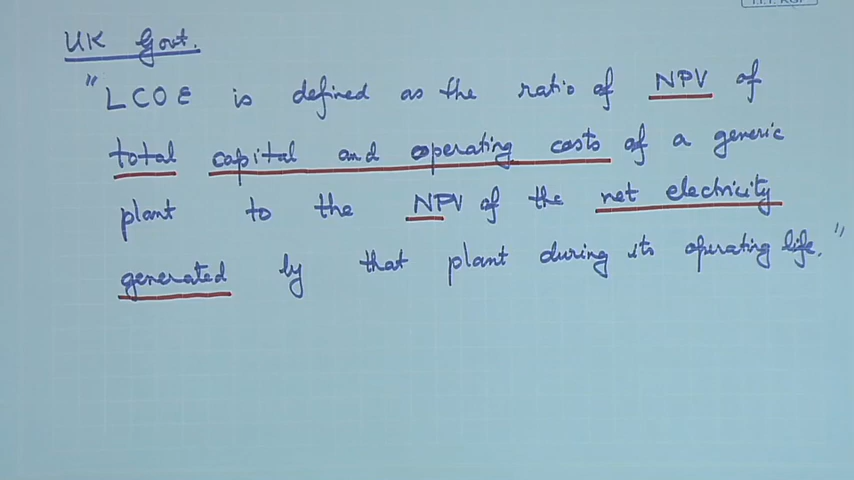 UK Govt.
"LCOE is defined as the ratio of NPV of
total capital and operating costs of a generic
plant to the NPV of the net electricity
generated by that plant during its operating life."